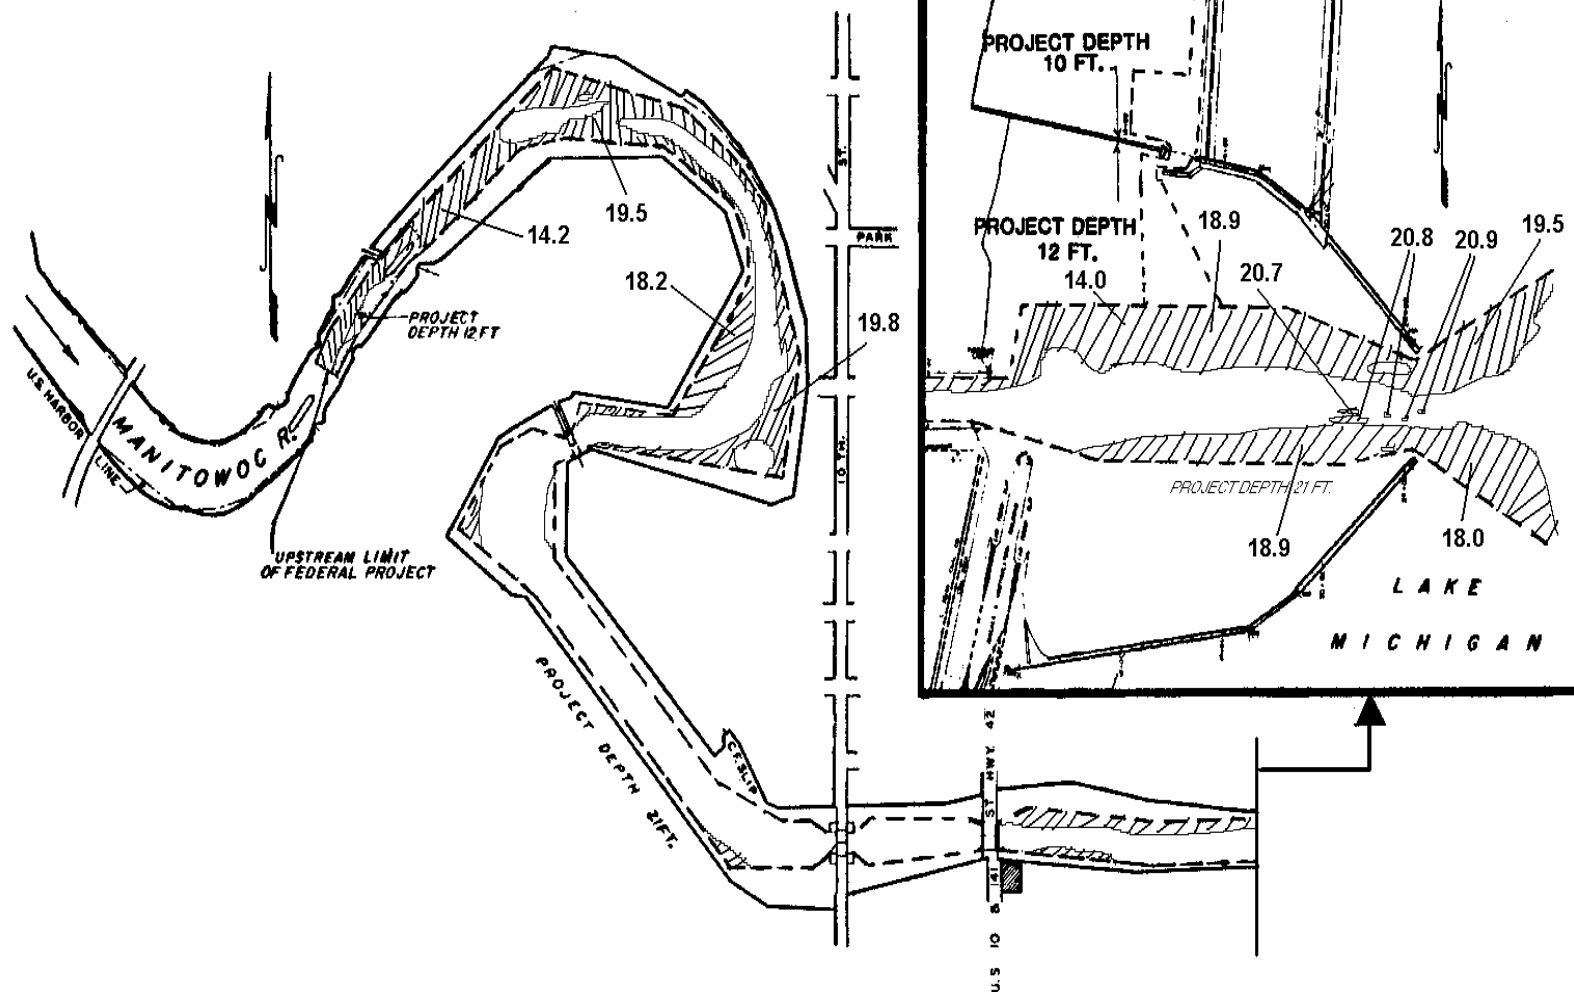 PROJECT DEPTH
10 FT.
PROJECT DEPTH
12 FT.
14.0
18.9
20.7
20.8
20.9
19.5
PROJECT DEPTH 21 FT.
18.9
18.0
LAKE
MICHIGAN
19.5
14.2
18.2
19.8
ST.
PARK
10 TH.
PROJECT
DEPTH 12 FT
U.S. HARBOR
LINE
MANITOWOC R.
UPSTREAM LIMIT
OF FEDERAL PROJECT
PROJECT DEPTH 21 FT.
C.F. SLIP
ST HWY. 42
U.S 10 & 141